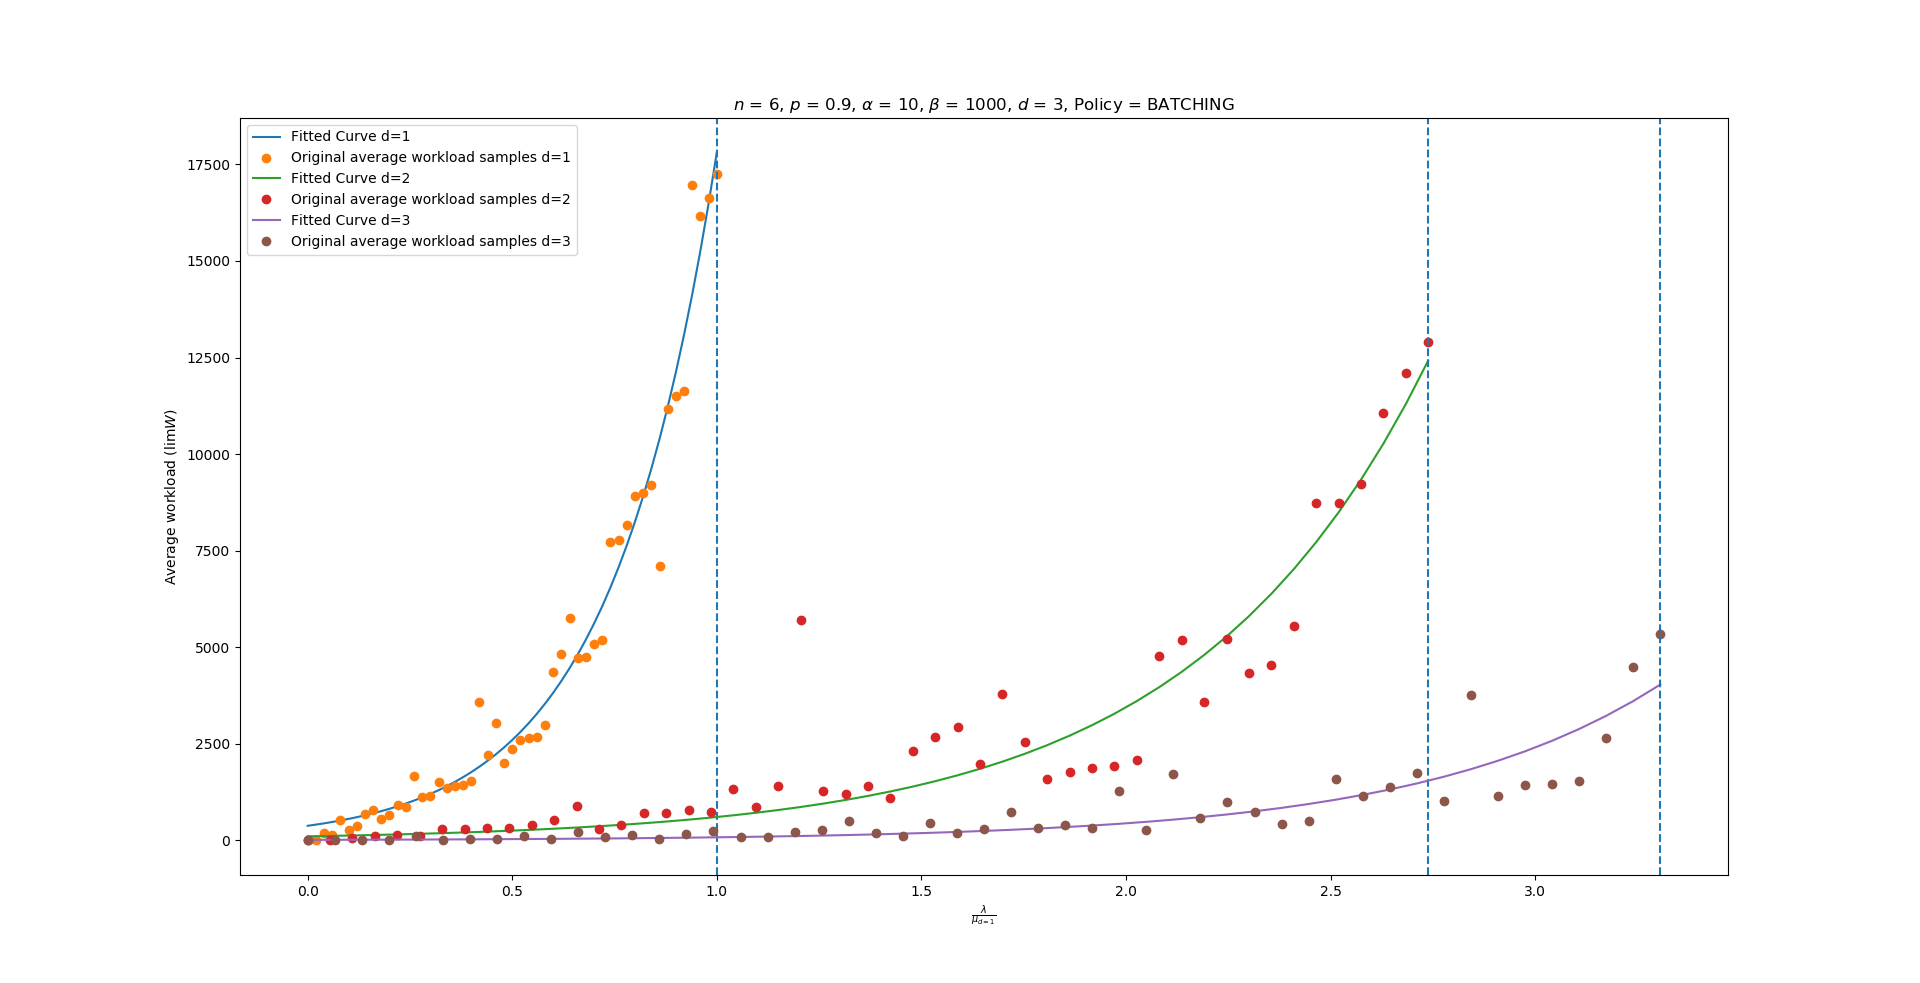 n = 6, p = 0.9, α = 10, β = 1000, d = 3, Policy = BATCHING
Fitted Curve d=1
Original average workload samples d=1
Fitted Curve d=2
Original average workload samples d=2
Fitted Curve d=3
Original average workload samples d=3
17500
15000
12500
10000
7500
5000
2500
0
Average workload (limW)
0.0 0.5 1.0 1.5 2.0 2.5 3.0
λ
μd=1